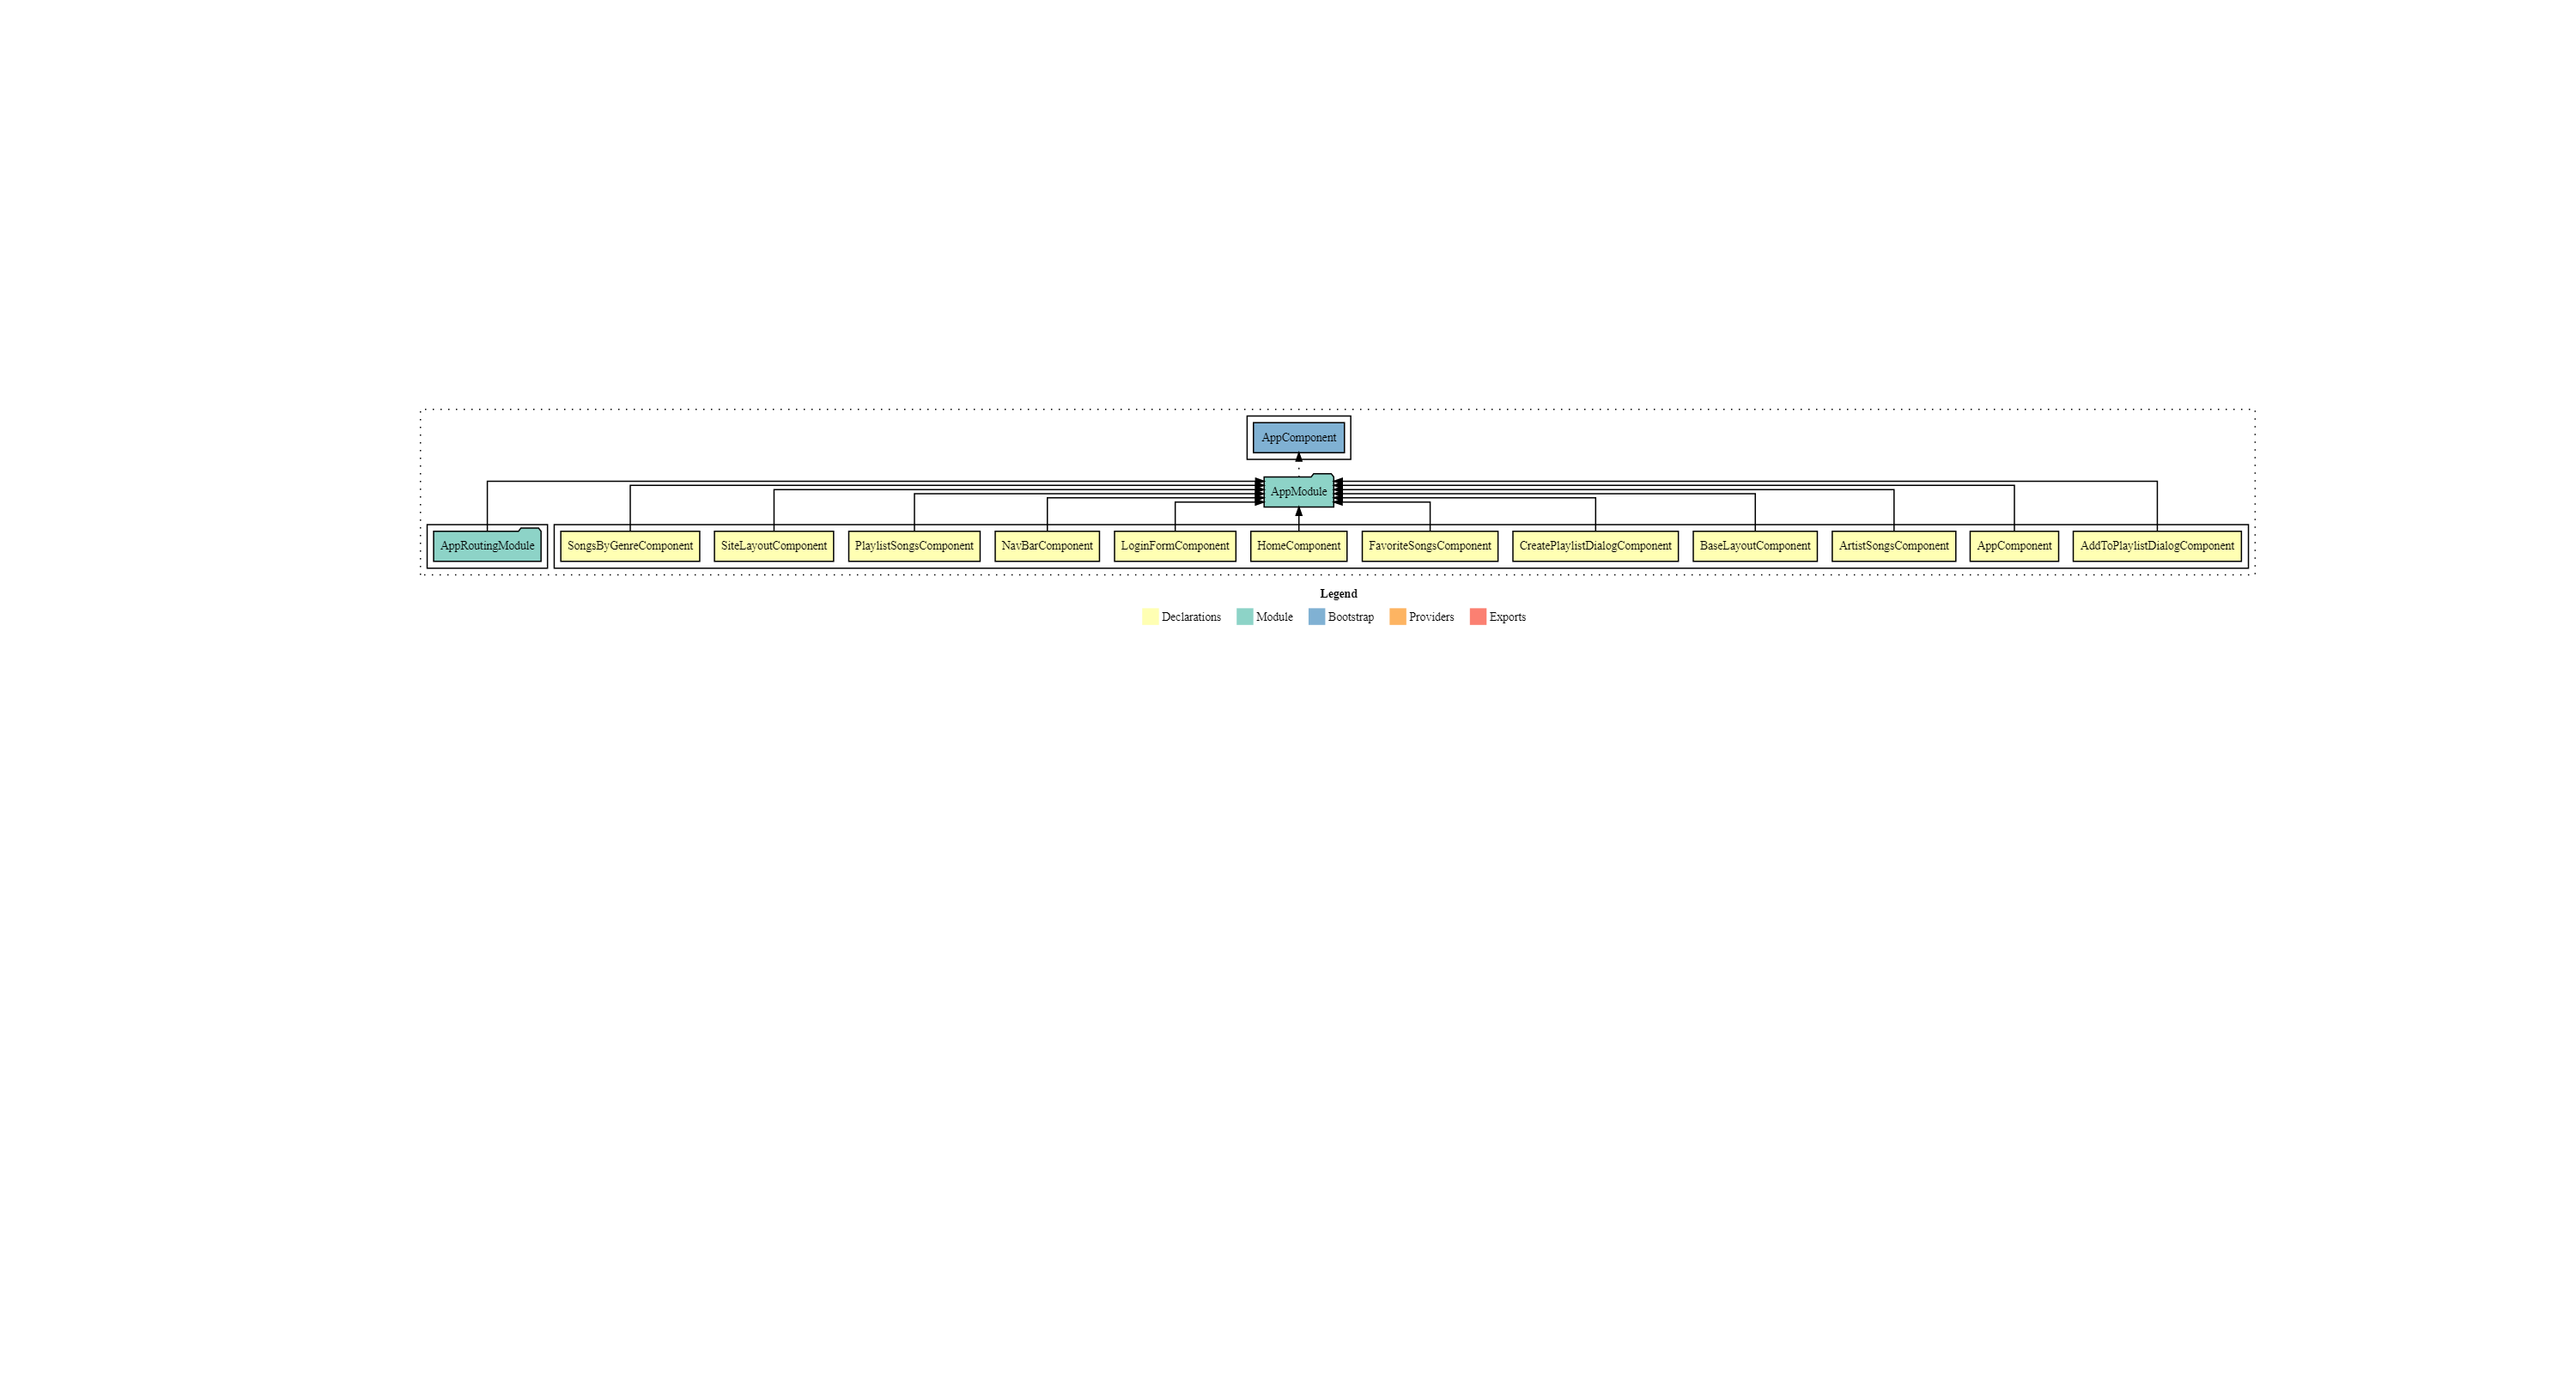 AppComponent
AppModule
AppRoutingModule SongsByGenreComponent SiteLayoutComponent PlaylistSongsComponent NavBarComponent LoginFormComponent HomeComponent FavoriteSongsComponent CreatePlaylistDialogComponent BaseLayoutComponent ArtistSongsComponent AppComponent AddToPlaylistDialogComponent
Legend
Declarations Module Bootstrap Providers Exports